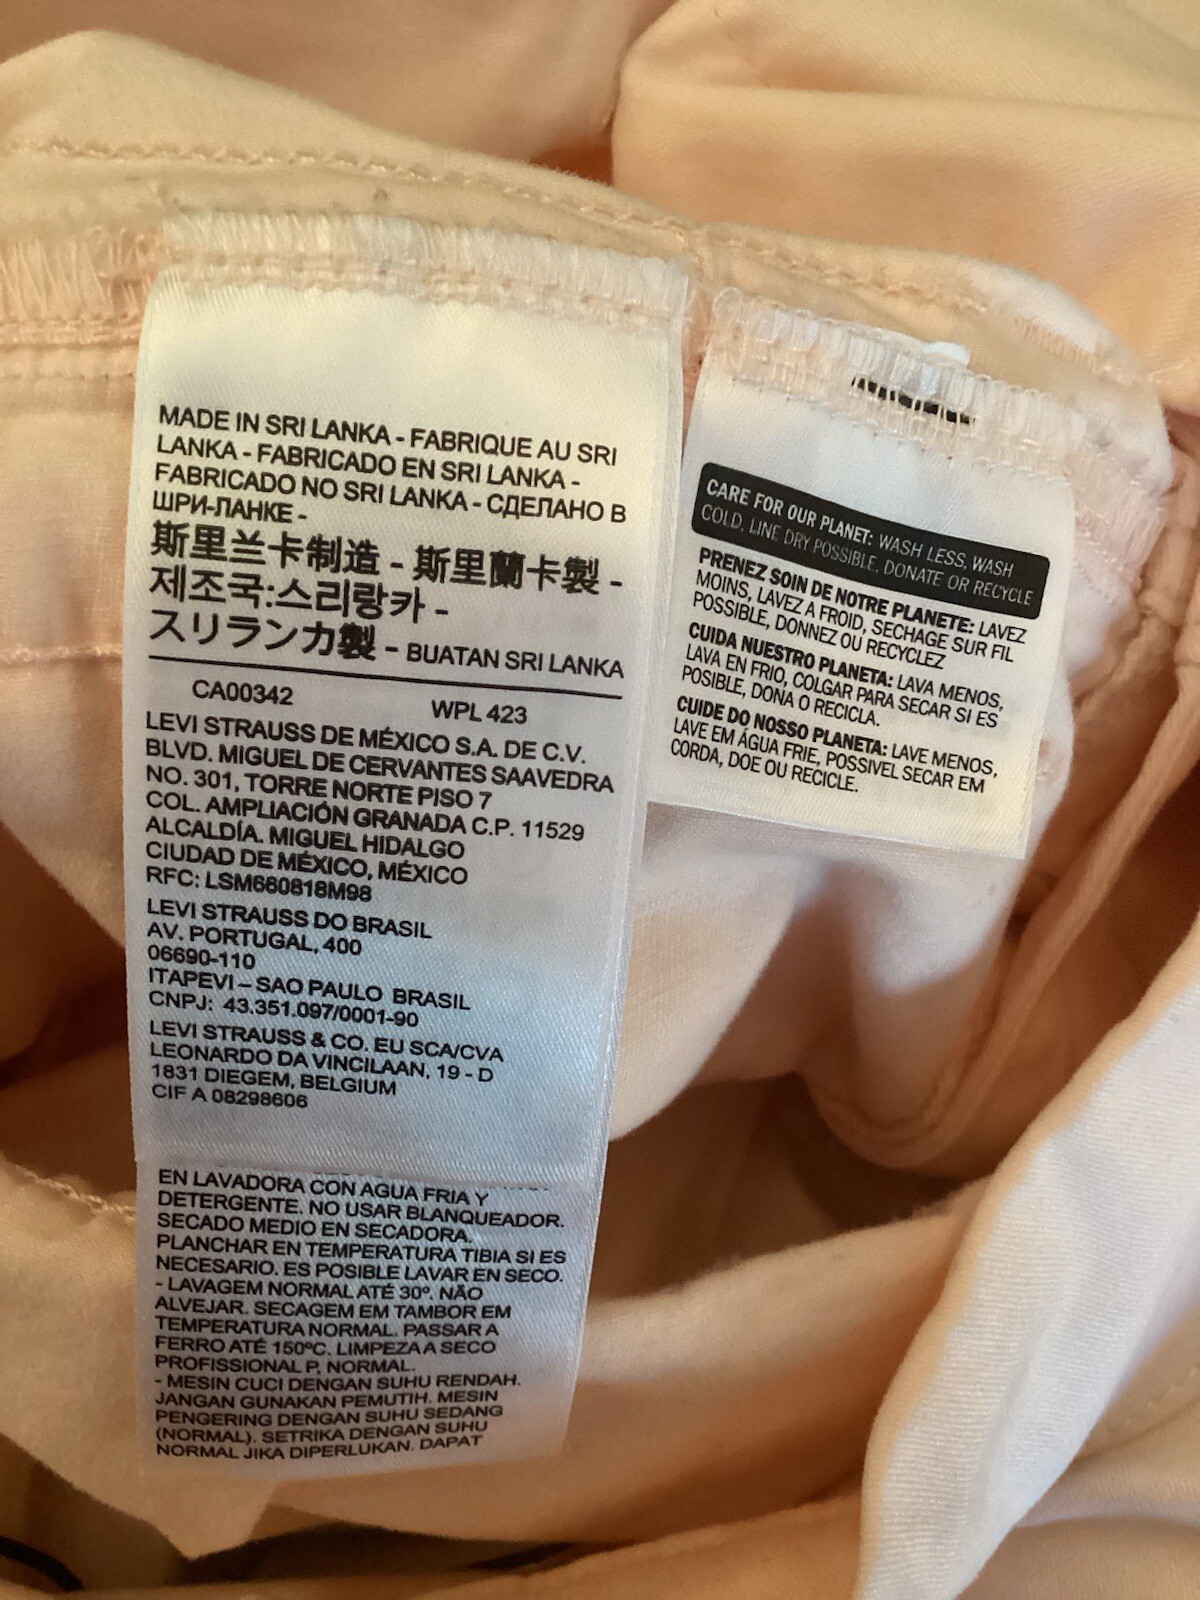 MADE IN SRI LANKA - FABRIQUE AU SRI
LANKA - FABRICADO EN SRI LANKA -
FABRICADO NO SRI LANKA - СДЕЛАНО В
ШРИ-ЛАНКЕ -
斯里兰卡制造 - 斯里蘭卡製 -
제조국:스리랑카 -
スリランカ製 - BUATAN SRI LANKA
CA00342 WPL 423
LEVI STRAUSS DE MÉXICO S.A. DE C.V.
BLVD. MIGUEL DE CERVANTES SAAVEDRA
NO. 301, TORRE NORTE PISO 7
COL. AMPLIACIÓN GRANADA C.P. 11529
ALCALDÍA. MIGUEL HIDALGO
CIUDAD DE MÉXICO, MÉXICO
RFC: LSM660818M98
LEVI STRAUSS DO BRASIL
AV. PORTUGAL, 400
06690-110
ITAPEVI – SAO PAULO BRASIL
CNPJ: 43.351.097/0001-90
LEVI STRAUSS & CO. EU SCA/CVA
LEONARDO DA VINCILAAN, 19 - D
1831 DIEGEM, BELGIUM
CIF A 08298606
EN LAVADORA CON AGUA FRIA Y
DETERGENTE. NO USAR BLANQUEADOR.
SECADO MEDIO EN SECADORA.
PLANCHAR EN TEMPERATURA TIBIA SI ES
NECESARIO. ES POSIBLE LAVAR EN SECO.
- LAVAGEM NORMAL ATÉ 30º. NÃO
ALVEJAR. SECAGEM EM TAMBOR EM
TEMPERATURA NORMAL. PASSAR A
FERRO ATÉ 150ºC. LIMPEZA A SECO
PROFISSIONAL P, NORMAL.
- MESIN CUCI DENGAN SUHU RENDAH.
JANGAN GUNAKAN PEMUTIH. MESIN
PENGERING DENGAN SUHU SEDANG
(NORMAL). SETRIKA DENGAN SUHU
NORMAL JIKA DIPERLUKAN. DAPAT
CARE FOR OUR PLANET: WASH LESS, WASH
COLD, LINE DRY POSSIBLE, DONATE OR RECYCLE
PRENEZ SOIN DE NOTRE PLANETE: LAVEZ
MOINS, LAVEZ A FROID, SECHAGE SUR FIL
POSSIBLE, DONNEZ OU RECYCLEZ
CUIDA NUESTRO PLANETA: LAVA MENOS,
LAVA EN FRIO, COLGAR PARA SECAR SI ES
POSIBLE, DONA O RECICLA.
CUIDE DO NOSSO PLANETA: LAVE MENOS,
LAVE EM ÁGUA FRIE, POSSIVEL SECAR EM
CORDA, DOE OU RECICLE.